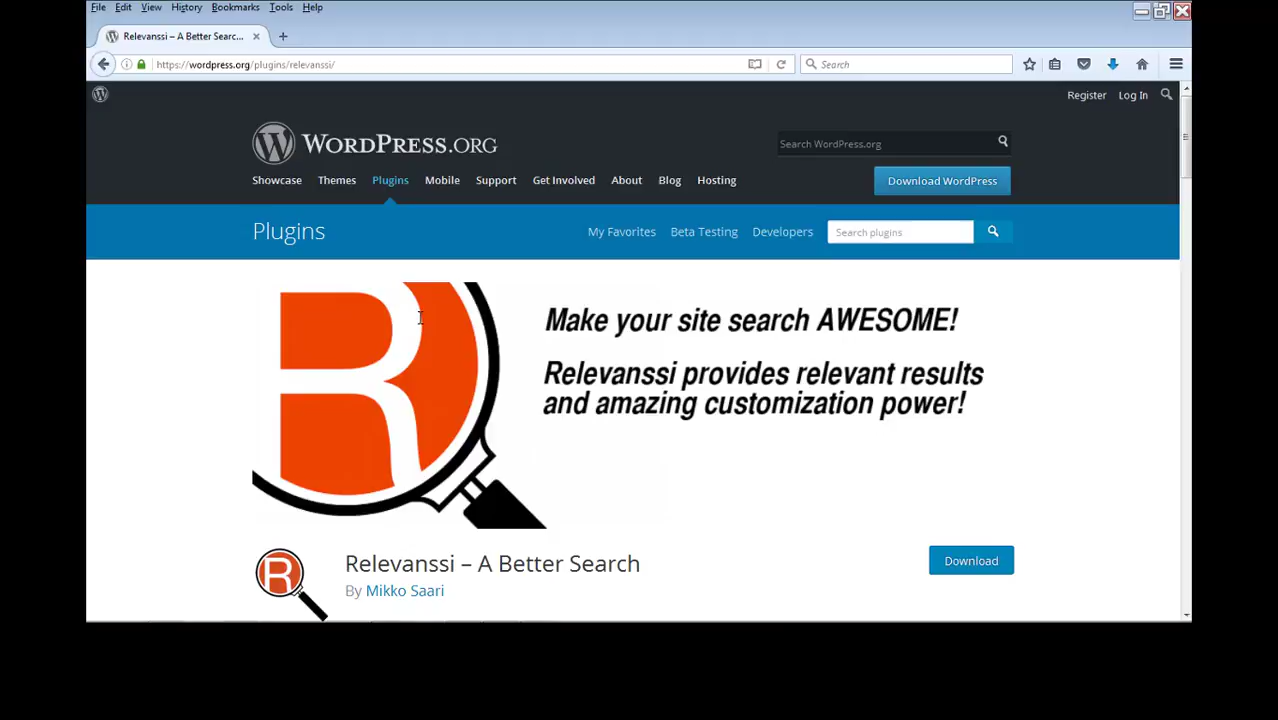 File Edit View History Bookmarks Tools Help
Relevanssi – A Better Searc...
https://wordpress.org/plugins/relevanssi/
Search
Register Log In
WORDPRESS.ORG
Search WordPress.org
Showcase Themes Plugins Mobile Support Get Involved About Blog Hosting
Download WordPress
Plugins
My Favorites Beta Testing Developers
Search plugins
R
Make your site search AWESOME!
Relevanssi provides relevant results
and amazing customization power!
R
Relevanssi – A Better Search
Download
By Mikko Saari